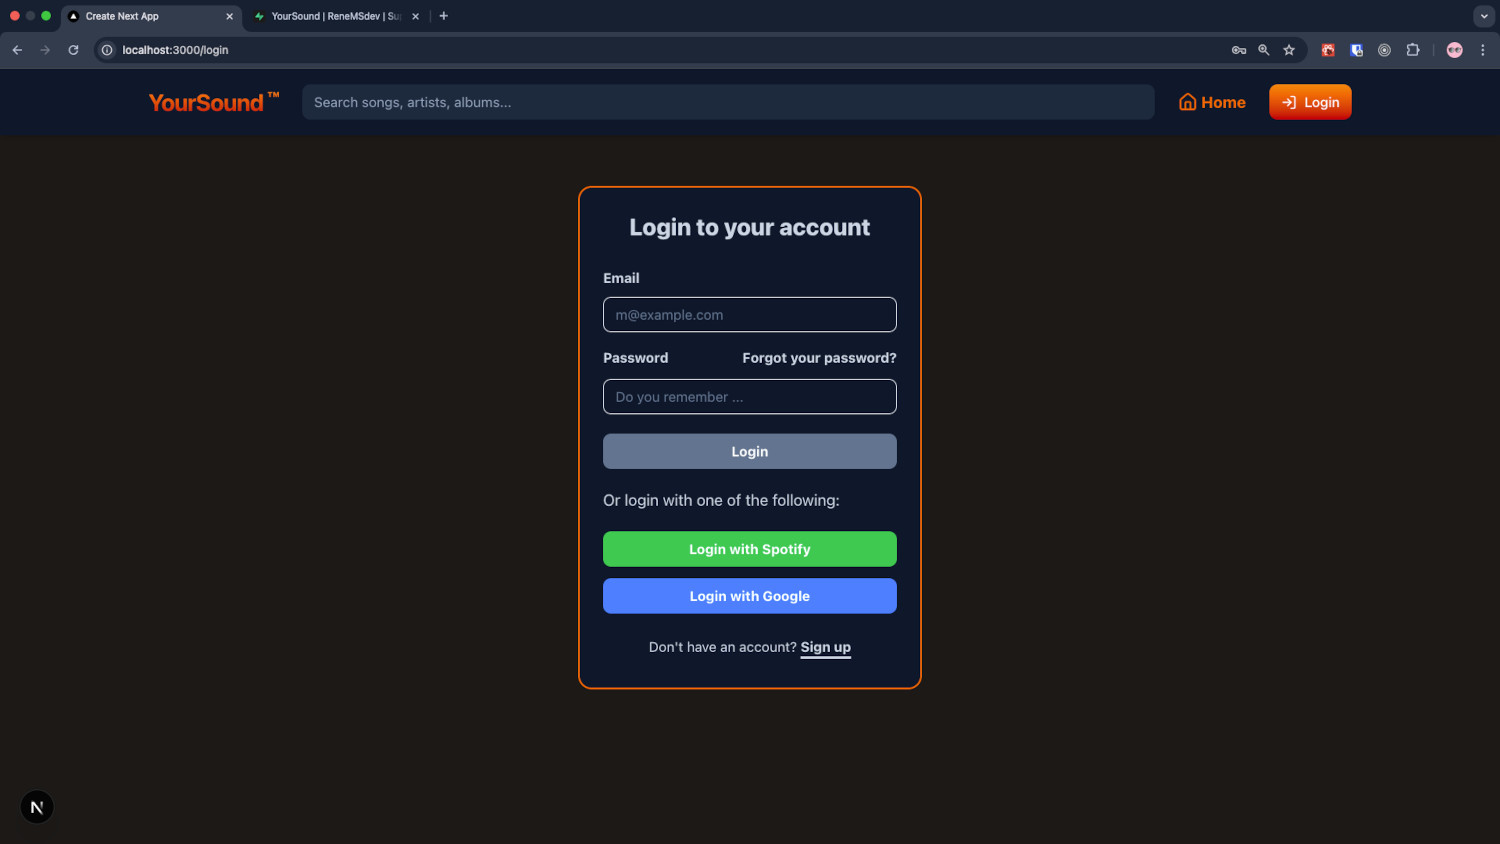 Create Next App
YourSound | ReneMSdev | Su
localhost:3000/login
YourSound ™
Search songs, artists, albums...
Home
Login
Login to your account
Email
m@example.com
Password
Forgot your password?
Do you remember ...
Login
Or login with one of the following:
Login with Spotify
Login with Google
Don't have an account? Sign up
N